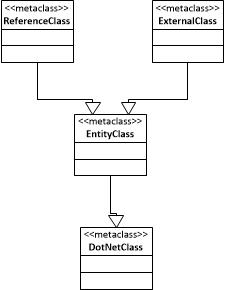 <<metaclass>>
ReferenceClass
<<metaclass>>
ExternalClass
<<metaclass>>
EntityClass
<<metaclass>>
DotNetClass